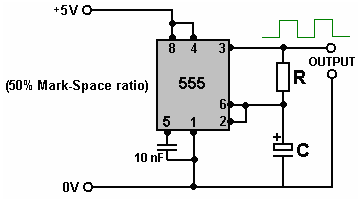 +5V
8 4 3
OUTPUT
555
R
(50% Mark-Space ratio)
6
5 1 2
+
C
10 nF
0V